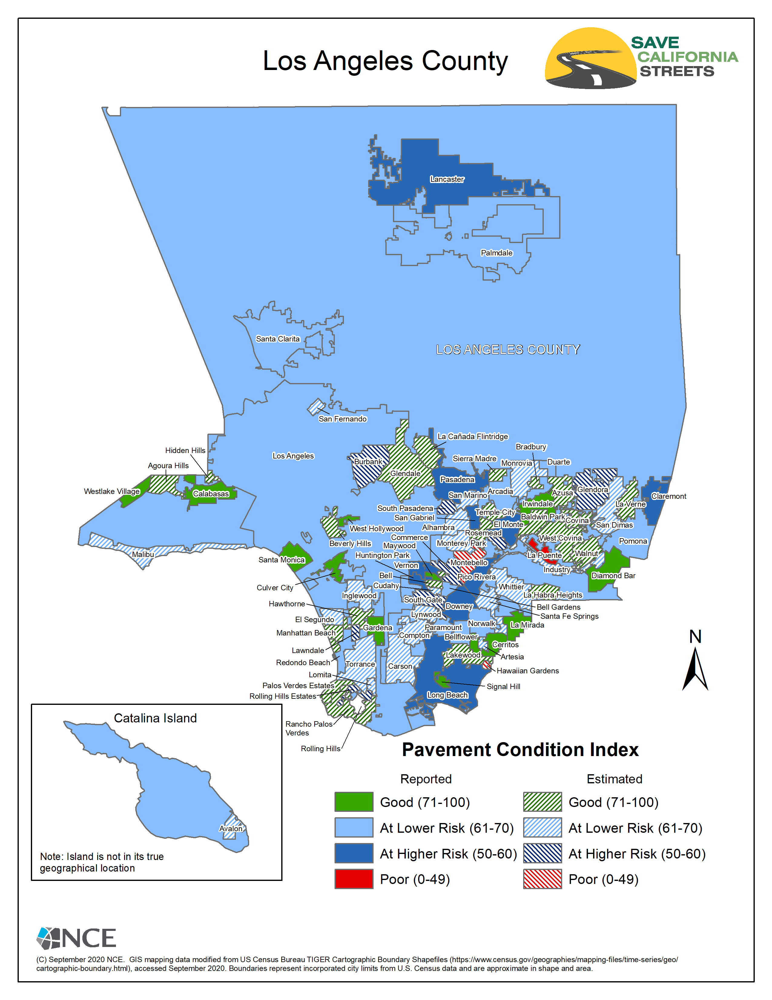 Los Angeles County
SAVE
CALIFORNIA
STREETS
Lancaster
Palmdale
Santa Clarita
LOS ANGELES COUNTY
San Fernando
La Cañada Flintridge
Bradbury
Hidden Hills
Los Angeles
Sierra Madre
Monrovia
Duarte
Agoura Hills
Burbank
Glendale
Pasadena
Westlake Village
Calabasas
San Marino
Arcadia
Azusa
Glendora
Claremont
Irwindale
La Verne
South Pasadena
Temple City
San Gabriel
Baldwin Park
Covina
El Monte
San Dimas
West Hollywood
Alhambra
Rosemead
Commerce
West Covina
Pomona
Beverly Hills
Maywood
Monterey Park
Malibu
Huntington Park
La Puente
Walnut
Santa Monica
Vernon
Montebello
Industry
Bell
Pico Rivera
Diamond Bar
Culver City
Cudahy
Whittier
Inglewood
South Gate
La Habra Heights
Hawthorne
Downey
Bell Gardens
Lynwood
Santa Fe Springs
El Segundo
Norwalk
La Mirada
Gardena
Paramount
Manhattan Beach
Compton
Bellflower
Cerritos
Lawndale
Lakewood
Artesia
Redondo Beach
Torrance
Carson
Hawaiian Gardens
Lomita
Palos Verdes Estates
Signal Hill
Rolling Hills Estates
Long Beach
Rancho Palos
Verdes
Rolling Hills
N
Catalina Island
Avalon
Note: Island is not in its true
geographical location
Pavement Condition Index
Reported
Estimated
Good (71-100)
Good (71-100)
At Lower Risk (61-70)
At Lower Risk (61-70)
At Higher Risk (50-60)
At Higher Risk (50-60)
Poor (0-49)
Poor (0-49)
NCE
(C) September 2020 NCE.  GIS mapping data modified from US Census Bureau TIGER Cartographic Boundary Shapefiles (https://www.census.gov/geographies/mapping-files/time-series/geo/
cartographic-boundary.html), accessed September 2020. Boundaries represent incorporated city limits from U.S. Census data and are approximate in shape and area.